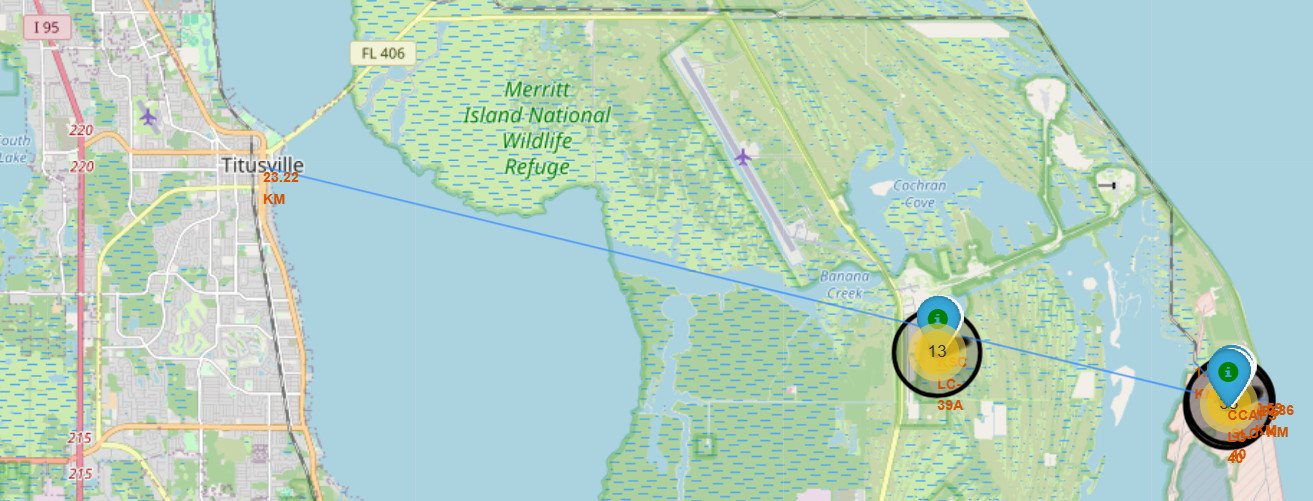 I 95
FL 406
Merritt
Island National
Wildlife
Refuge
220
South
Lake
220
Titusville
23.22
KM
Cochran
Cove
Banana
Creek
13
LC-
39A
215
215
40